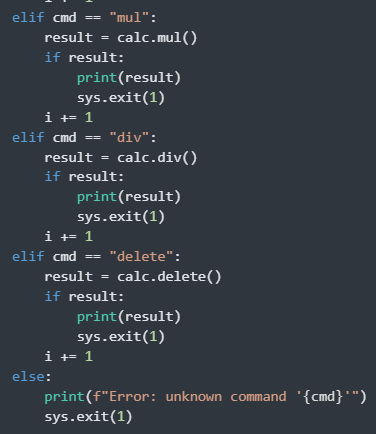 elif cmd == "mul":
    result = calc.mul()
    if result:
        print(result)
        sys.exit(1)
    i += 1
elif cmd == "div":
    result = calc.div()
    if result:
        print(result)
        sys.exit(1)
    i += 1
elif cmd == "delete":
    result = calc.delete()
    if result:
        print(result)
        sys.exit(1)
    i += 1
else:
    print(f"Error: unknown command '{cmd}'")
    sys.exit(1)